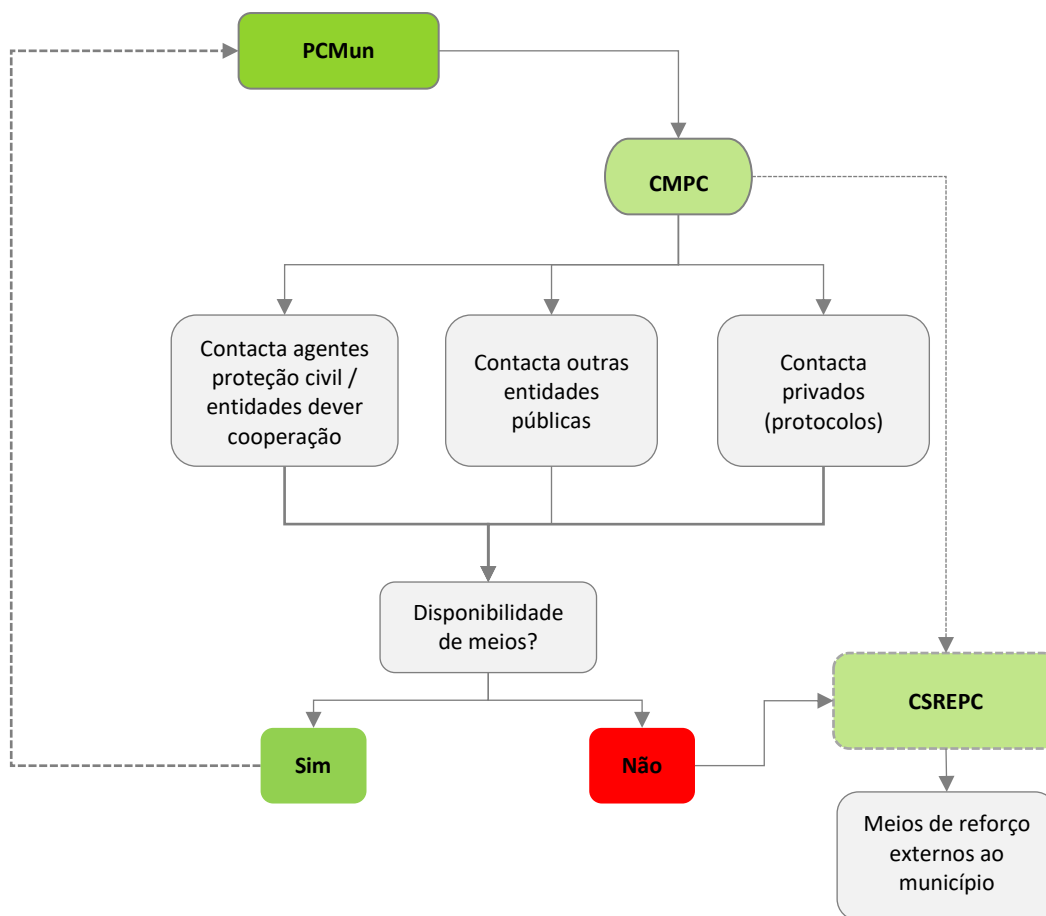 PCMun
CMPC
Contacta agentes
proteção civil /
entidades dever
cooperação
Contacta outras
entidades
públicas
Contacta
privados
(protocolos)
Disponibilidade
de meios?
Sim
Não
CSREPC
Meios de reforço
externos ao
município